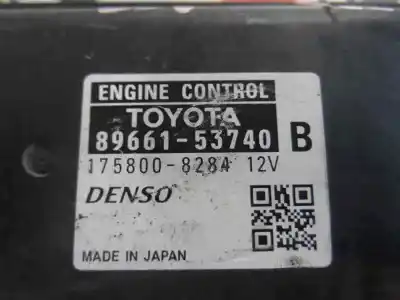 ENGINE CONTROL
TOYOTA
89661-53740 B
175800-8284 12V
DENSO
MADE IN JAPAN